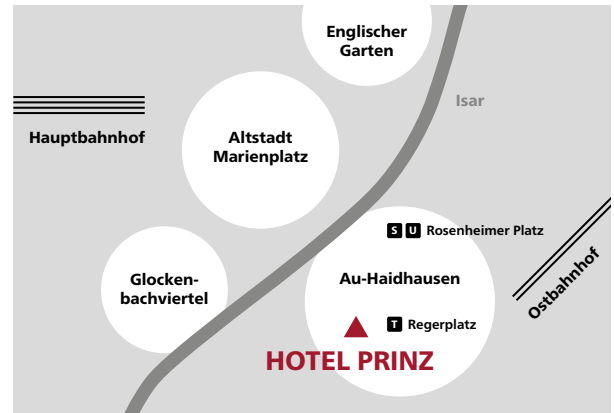 Englischer
Garten
Isar
Hauptbahnhof
Altstadt
Marienplatz
S U Rosenheimer Platz
Glocken-
bachviertel
Au-Haidhausen
Ostbahnhof
T Regerplatz
HOTEL PRINZ